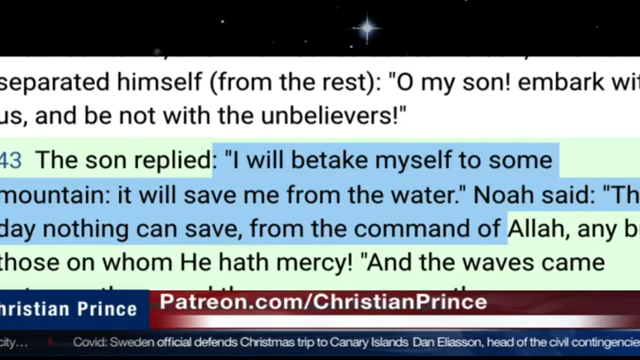 separated himself (from the rest): "O my son! embark wit
us, and be not with the unbelievers!"
43 The son replied: "I will betake myself to some
mountain: it will save me from the water." Noah said: "Th
day nothing can save, from the command of Allah, any b
those on whom He hath mercy! "And the waves came
hristian Prince
Patreon.com/ChristianPrince
city... Covid: Sweden official defends Christmas trip to Canary Islands Dan Eliasson, head of the civil contingencie